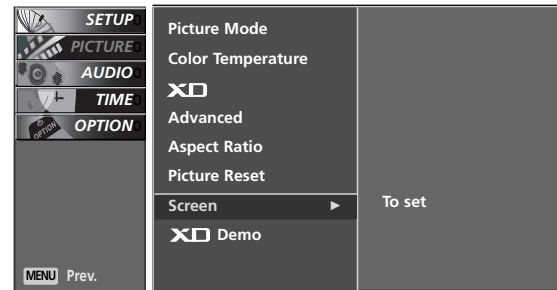 SETUP
PICTURE
AUDIO
TIME
OPTION
OPTION
MENU Prev.
Picture Mode
Color Temperature
XD
Advanced
Aspect Ratio
Picture Reset
Screen ►
XD Demo
To set